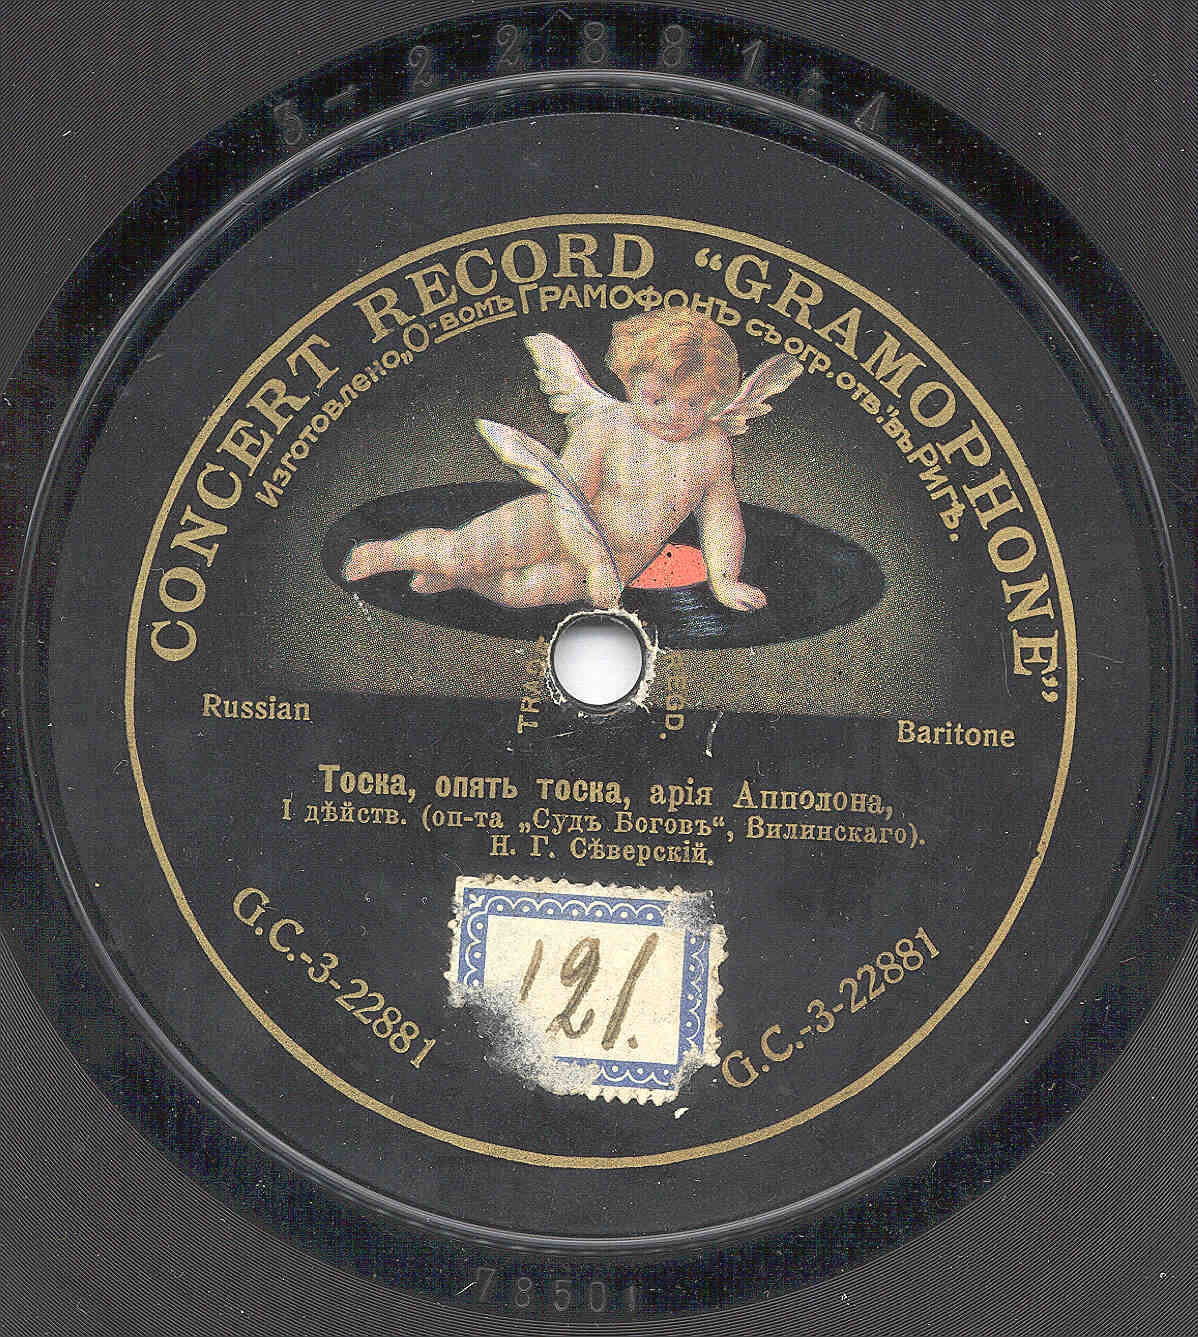 3-22881 A
CONCERT RECORD “GRAMOPHONE”
Изготовлено „О-вомъ Грамофонъ съ огр. отв.“ въ Ригѣ.
Russian
Baritone
Тоска, опять тоска, арія Апполона,
I дѣйств. (оп-та „Судъ Боговъ“, Вилинскаго).
Н. Г. Сѣверскій.
121.
G.C.-3-22881
G.C.-3-22881
78501